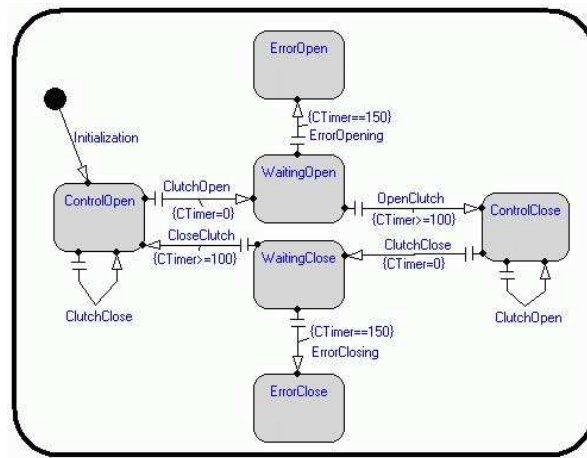 ErrorOpen
{CTimer==150}
ErrorOpening
Initialization
ClutchOpen
WaitingOpen
OpenClutch
ControlOpen
{CTimer=0}
{CTimer>=100}
ControlClose
CloseClutch
WaitingClose
ClutchClose
{CTimer>=100}
{CTimer=0}
ClutchClose
ClutchOpen
{CTimer==150}
ErrorClosing
ErrorClose